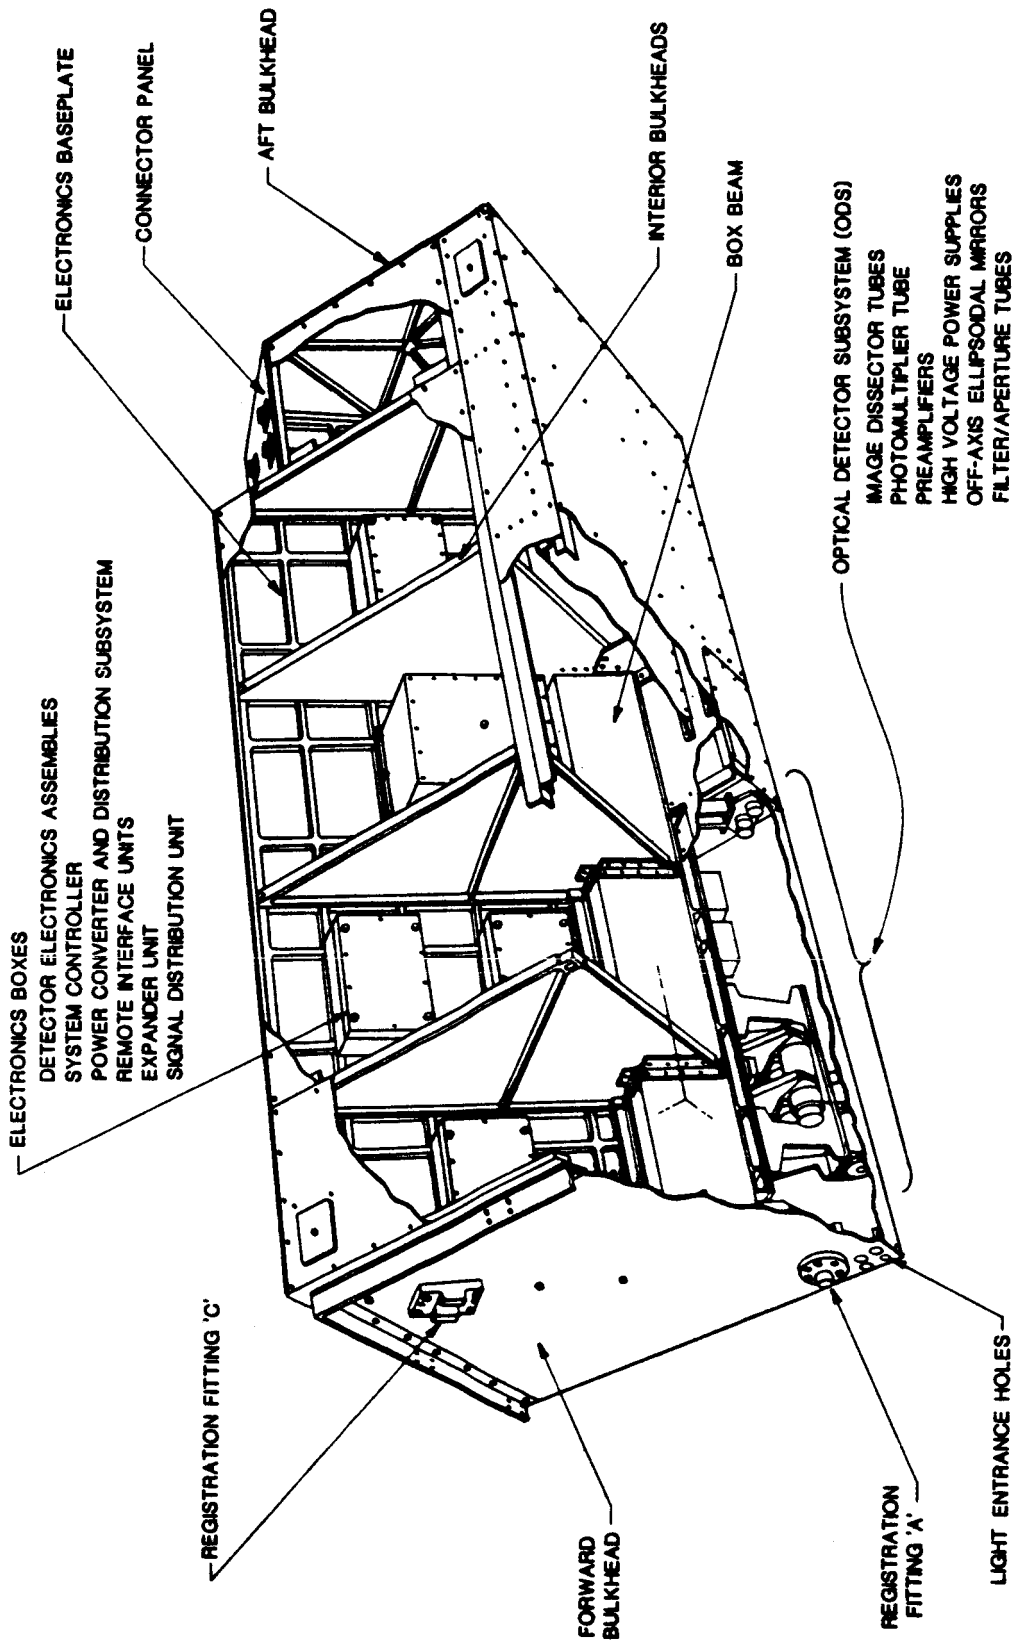 ELECTRONICS BOXES
DETECTOR ELECTRONICS ASSEMBLIES
SYSTEM CONTROLLER
POWER CONVERTER AND DISTRIBUTION SUBSYSTEM
REMOTE INTERFACE UNITS
EXPANDER UNIT
SIGNAL DISTRIBUTION UNIT
ELECTRONICS BASEPLATE
CONNECTOR PANEL
AFT BULKHEAD
REGISTRATION FITTING 'C'
INTERIOR BULKHEADS
BOX BEAM
FORWARD
BULKHEAD
OPTICAL DETECTOR SUBSYSTEM (ODS)
IMAGE DISSECTOR TUBES
PHOTOMULTIPLIER TUBE
PREAMPLIFIERS
HIGH VOLTAGE POWER SUPPLIES
OFF-AXIS ELLIPSOIDAL MIRRORS
FILTER/APERTURE TUBES
REGISTRATION
FITTING 'A'
LIGHT ENTRANCE HOLES